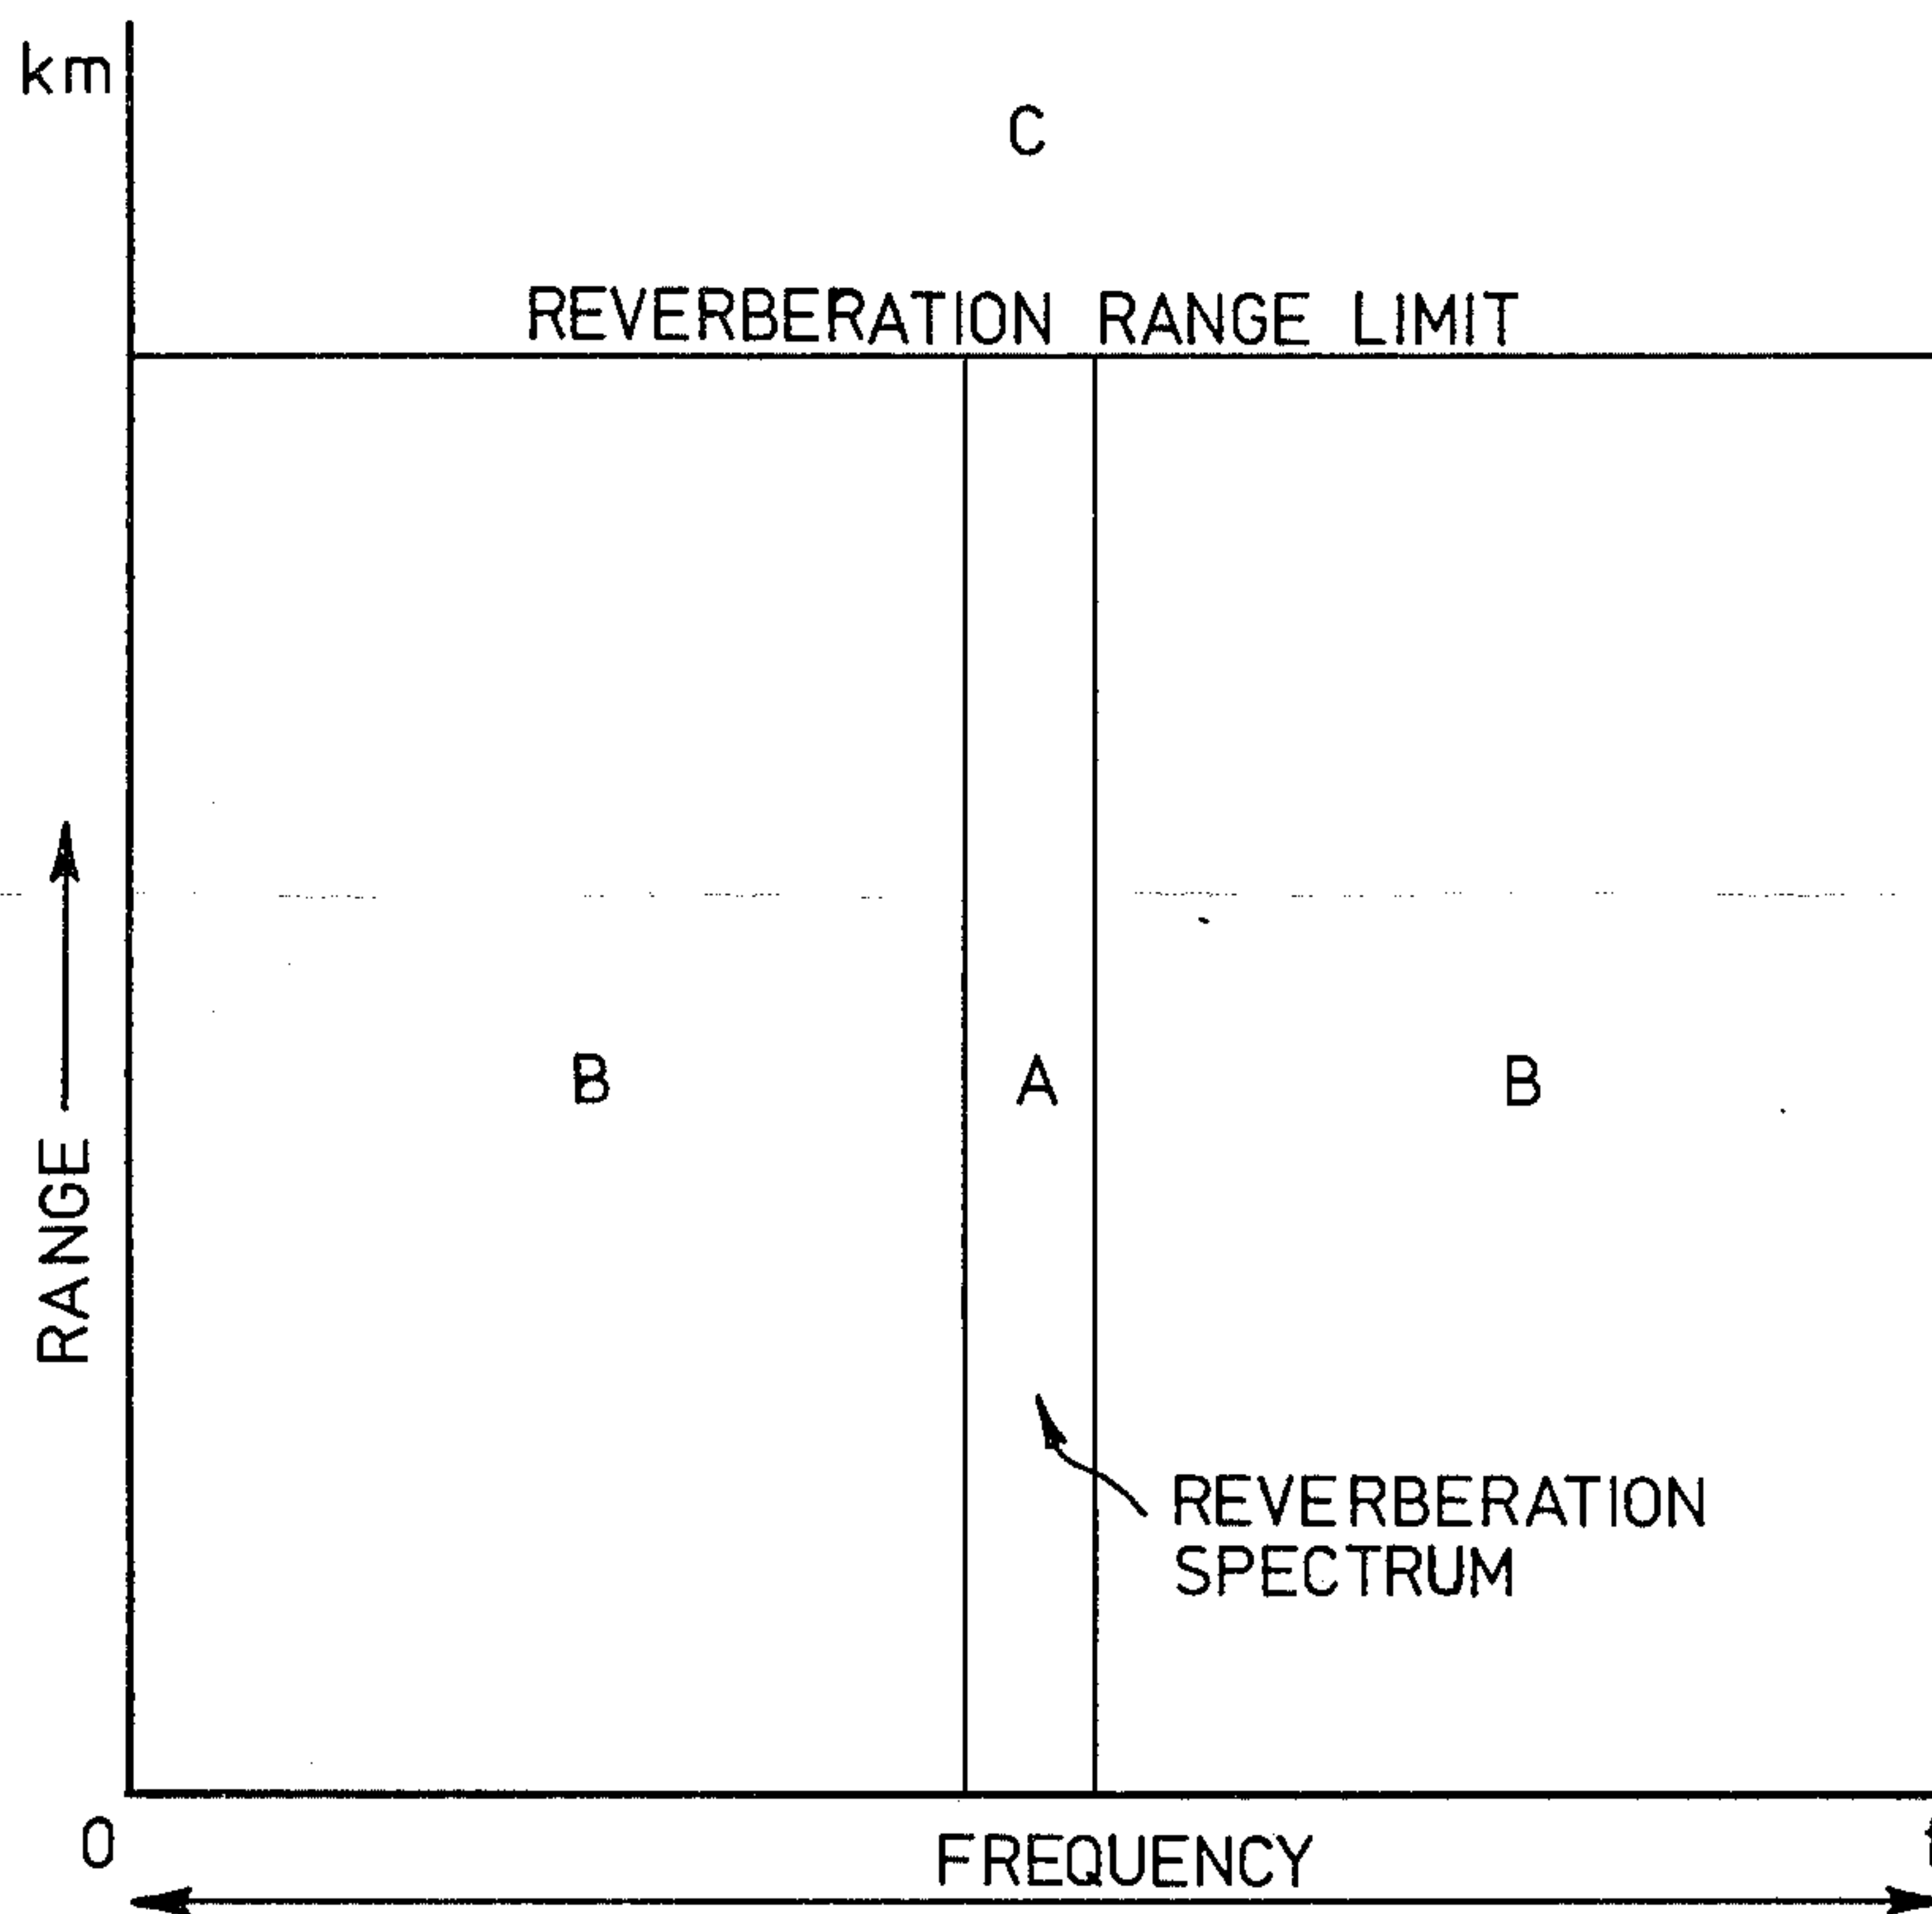 km
C
REVERBERATION RANGE LIMIT
B A B
RANGE
REVERBERATION
SPECTRUM
0
FREQUENCY